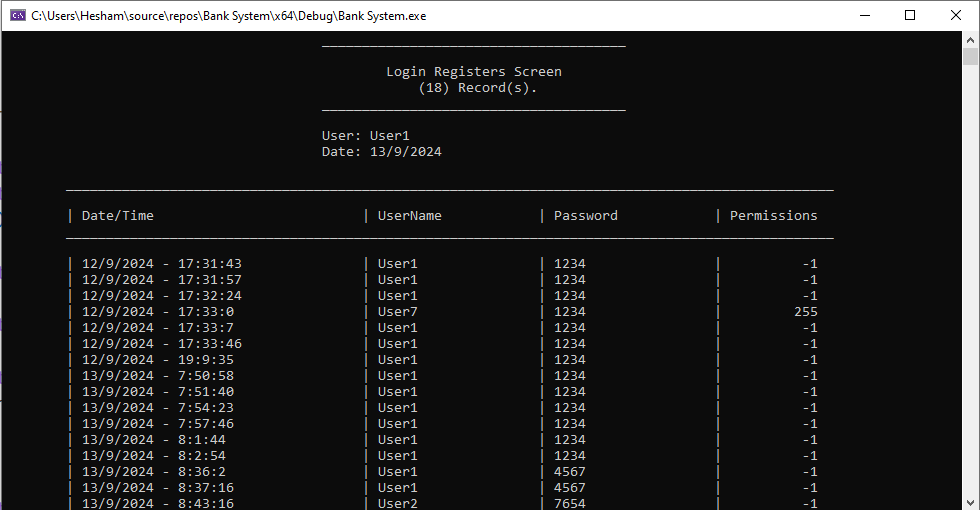 C:\Users\Hesham\source\repos\Bank System\x64\Debug\Bank System.exe
Login Registers Screen
(18) Record(s).
User: User1
Date: 13/9/2024
| Date/Time | UserName | Password | Permissions
| 12/9/2024 - 17:31:43 | User1 | 1234 | -1
| 12/9/2024 - 17:31:57 | User1 | 1234 | -1
| 12/9/2024 - 17:32:24 | User1 | 1234 | -1
| 12/9/2024 - 17:33:0 | User7 | 1234 | 255
| 12/9/2024 - 17:33:7 | User1 | 1234 | -1
| 12/9/2024 - 17:33:46 | User1 | 1234 | -1
| 12/9/2024 - 19:9:35 | User1 | 1234 | -1
| 13/9/2024 - 7:50:58 | User1 | 1234 | -1
| 13/9/2024 - 7:51:40 | User1 | 1234 | -1
| 13/9/2024 - 7:54:23 | User1 | 1234 | -1
| 13/9/2024 - 7:57:46 | User1 | 1234 | -1
| 13/9/2024 - 8:1:44 | User1 | 1234 | -1
| 13/9/2024 - 8:2:54 | User1 | 1234 | -1
| 13/9/2024 - 8:36:2 | User1 | 4567 | -1
| 13/9/2024 - 8:37:16 | User1 | 4567 | -1
| 13/9/2024 - 8:43:16 | User2 | 7654 | -1